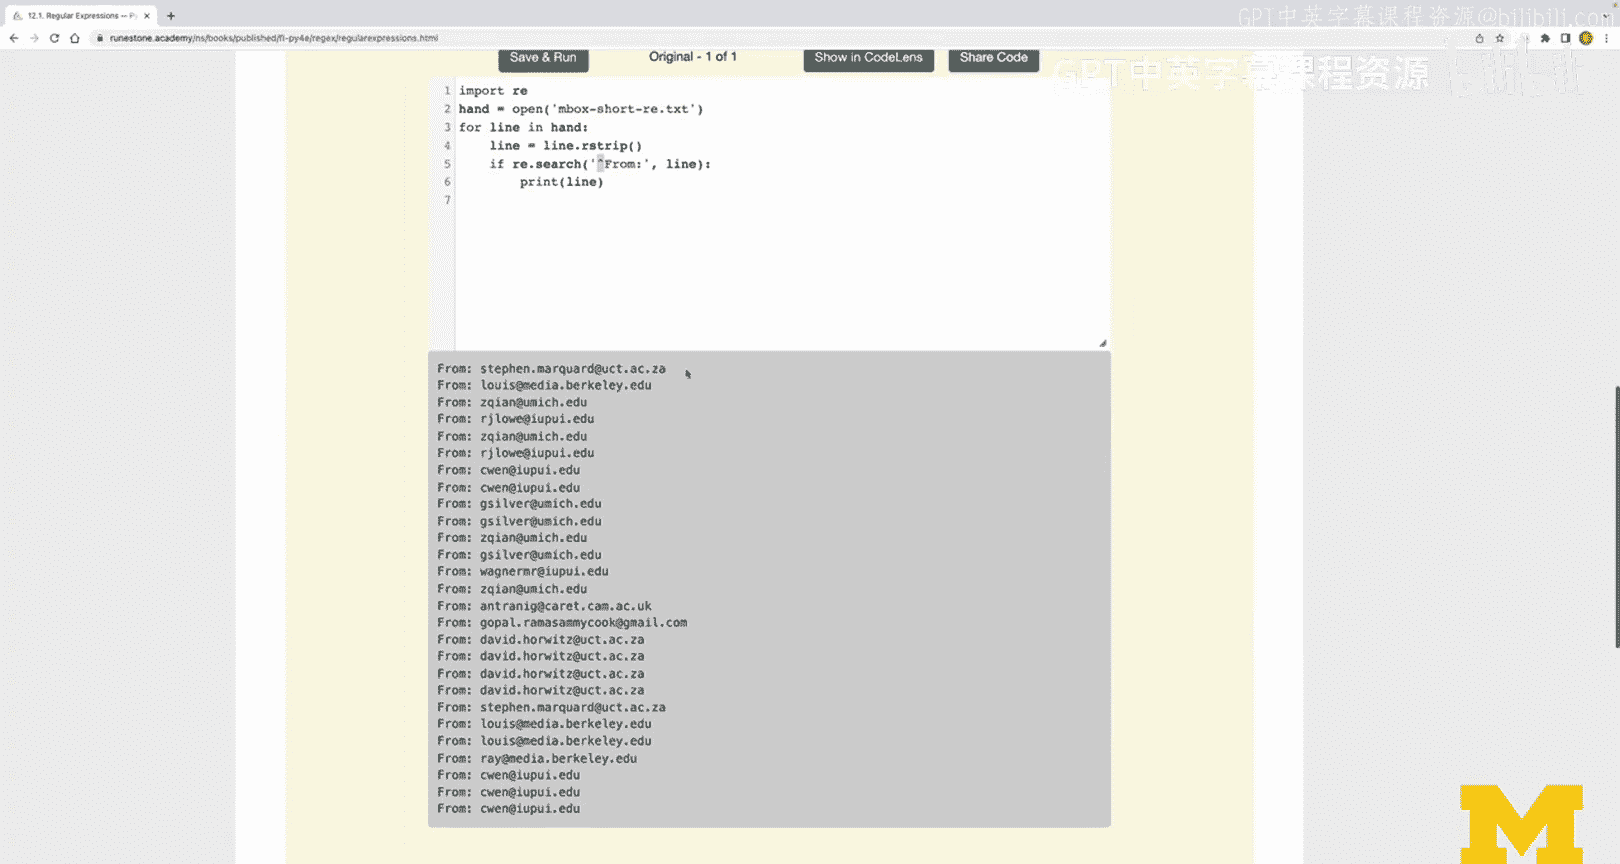 12.1. Regular Expressions — Py
GPT中英字幕课程资源@bilibili.com
runestone.academy/ns/books/published/fl-py4e/regex/regularexpressions.html
GPT中英字幕课程资源
bilibili
Save & Run
Original - 1 of 1
Show in CodeLens
Share Code
1 import re
2 hand = open('mbox-short-re.txt')
3 for line in hand:
4 line = line.rstrip()
5 if re.search('^From:', line):
6 print(line)
7
From: stephen.marquard@uct.ac.za
From: louis@media.berkeley.edu
From: zqian@umich.edu
From: rjlowe@iupui.edu
From: zqian@umich.edu
From: rjlowe@iupui.edu
From: cwen@iupui.edu
From: cwen@iupui.edu
From: gsilver@umich.edu
From: gsilver@umich.edu
From: zqian@umich.edu
From: gsilver@umich.edu
From: wagnermr@iupui.edu
From: zqian@umich.edu
From: antranig@caret.cam.ac.uk
From: gopal.ramasammycook@gmail.com
From: david.horwitz@uct.ac.za
From: david.horwitz@uct.ac.za
From: david.horwitz@uct.ac.za
From: david.horwitz@uct.ac.za
From: stephen.marquard@uct.ac.za
From: louis@media.berkeley.edu
From: louis@media.berkeley.edu
From: ray@media.berkeley.edu
From: cwen@iupui.edu
From: cwen@iupui.edu
From: cwen@iupui.edu
M